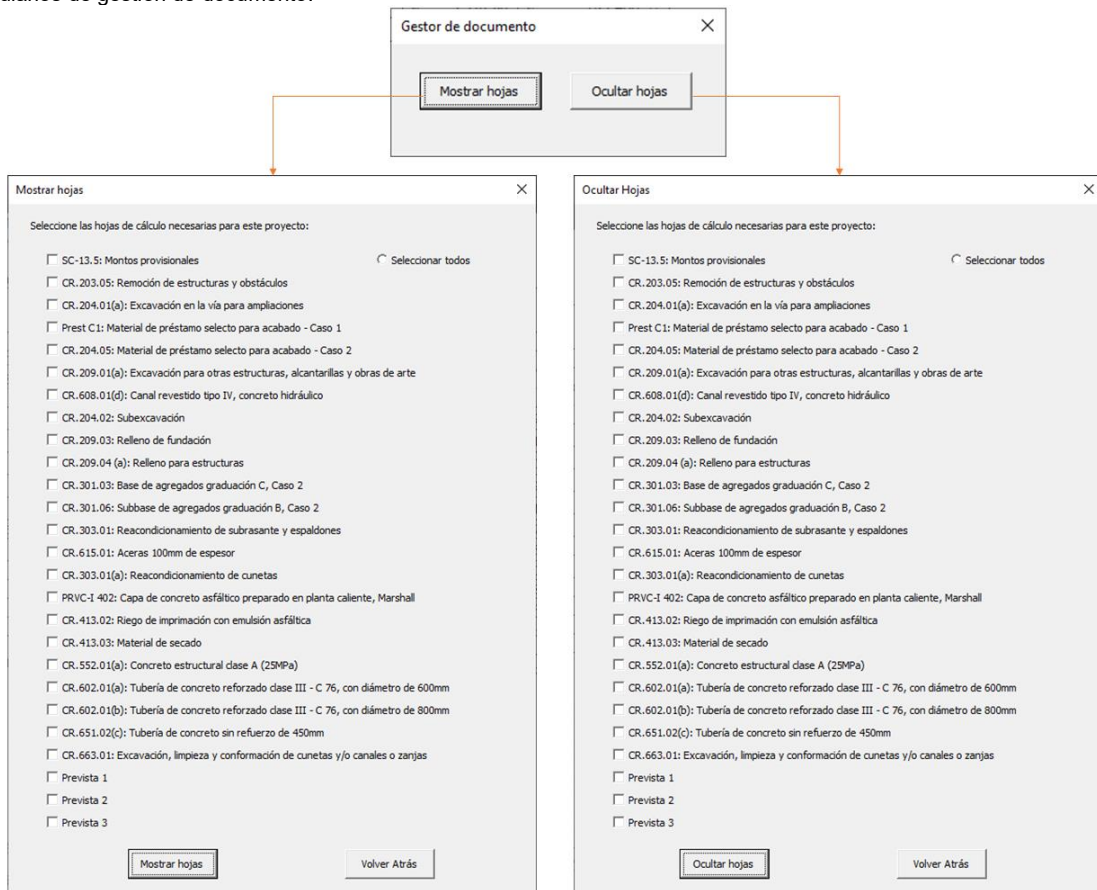 de gestión de documento.
Gestor de documento
Mostrar hojas
Ocultar hojas
Mostrar hojas
Seleccione las hojas de cálculo necesarias para este proyecto:
SC-13.5: Montos provisionales
Seleccionar todos
CR.203.05: Remoción de estructuras y obstáculos
CR.204.01(a): Excavación en la vía para ampliaciones
Prest C1: Material de préstamo selecto para acabado - Caso 1
CR.204.05: Material de préstamo selecto para acabado - Caso 2
CR.209.01(a): Excavación para otras estructuras, alcantarillas y obras de arte
CR.608.01(d): Canal revestido tipo IV, concreto hidráulico
CR.204.02: Subexcavación
CR.209.03: Relleno de fundación
CR.209.04 (a): Relleno para estructuras
CR.301.03: Base de agregados graduación C, Caso 2
CR.301.06: Subbase de agregados graduación B, Caso 2
CR.303.01: Reacondicionamiento de subrasante y espaldones
CR.615.01: Aceras 100mm de espesor
CR.303.01(a): Reacondicionamiento de cunetas
PRVC-I 402: Capa de concreto asfáltico preparado en planta caliente, Marshall
CR.413.02: Riego de imprimación con emulsión asfáltica
CR.413.03: Material de secado
CR.552.01(a): Concreto estructural clase A (25MPa)
CR.602.01(a): Tubería de concreto reforzado clase III - C 76, con diámetro de 600mm
CR.602.01(b): Tubería de concreto reforzado clase III - C 76, con diámetro de 800mm
CR.651.02(c): Tubería de concreto sin refuerzo de 450mm
CR.663.01: Excavación, limpieza y conformación de cunetas y/o canales o zanjas
Prevista 1
Prevista 2
Prevista 3
Mostrar hojas
Volver Atrás
Ocultar Hojas
Seleccione las hojas de cálculo necesarias para este proyecto:
SC-13.5: Montos provisionales
Seleccionar todos
CR.203.05: Remoción de estructuras y obstáculos
CR.204.01(a): Excavación en la vía para ampliaciones
Prest C1: Material de préstamo selecto para acabado - Caso 1
CR.204.05: Material de préstamo selecto para acabado - Caso 2
CR.209.01(a): Excavación para otras estructuras, alcantarillas y obras de arte
CR.608.01(d): Canal revestido tipo IV, concreto hidráulico
CR.204.02: Subexcavación
CR.209.03: Relleno de fundación
CR.209.04 (a): Relleno para estructuras
CR.301.03: Base de agregados graduación C, Caso 2
CR.301.06: Subbase de agregados graduación B, Caso 2
CR.303.01: Reacondicionamiento de subrasante y espaldones
CR.615.01: Aceras 100mm de espesor
CR.303.01(a): Reacondicionamiento de cunetas
PRVC-I 402: Capa de concreto asfáltico preparado en planta caliente, Marshall
CR.413.02: Riego de imprimación con emulsión asfáltica
CR.413.03: Material de secado
CR.552.01(a): Concreto estructural clase A (25MPa)
CR.602.01(a): Tubería de concreto reforzado clase III - C 76, con diámetro de 600mm
CR.602.01(b): Tubería de concreto reforzado clase III - C 76, con diámetro de 800mm
CR.651.02(c): Tubería de concreto sin refuerzo de 450mm
CR.663.01: Excavación, limpieza y conformación de cunetas y/o canales o zanjas
Prevista 1
Prevista 2
Prevista 3
Ocultar hojas
Volver Atrás